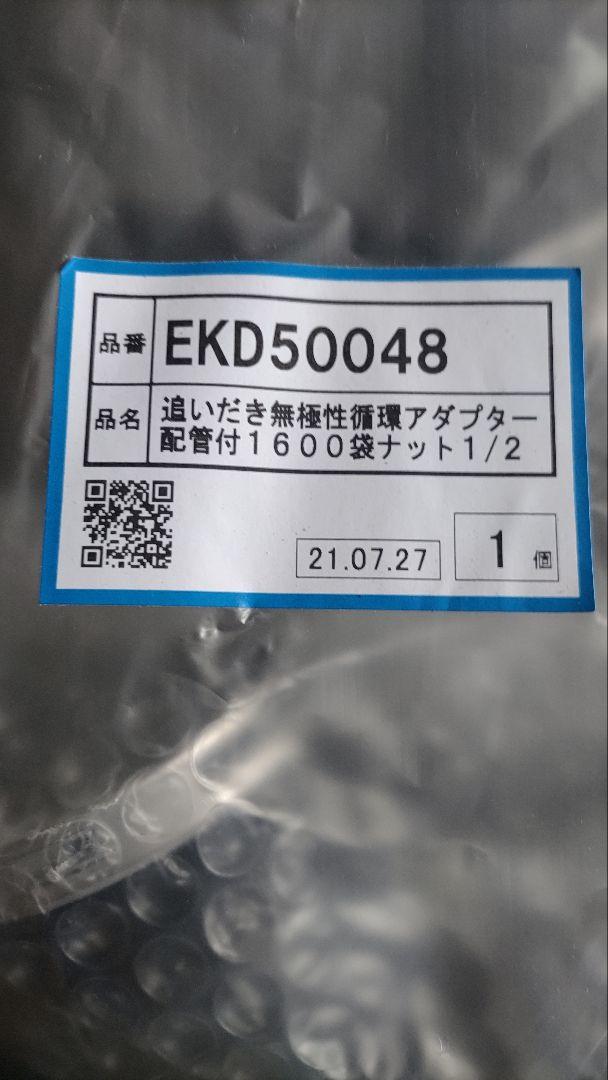 品番 EKD50048
品名 追いだき無極性循環アダプター
配管付1600袋ナット1/2
21.07.27
1 個